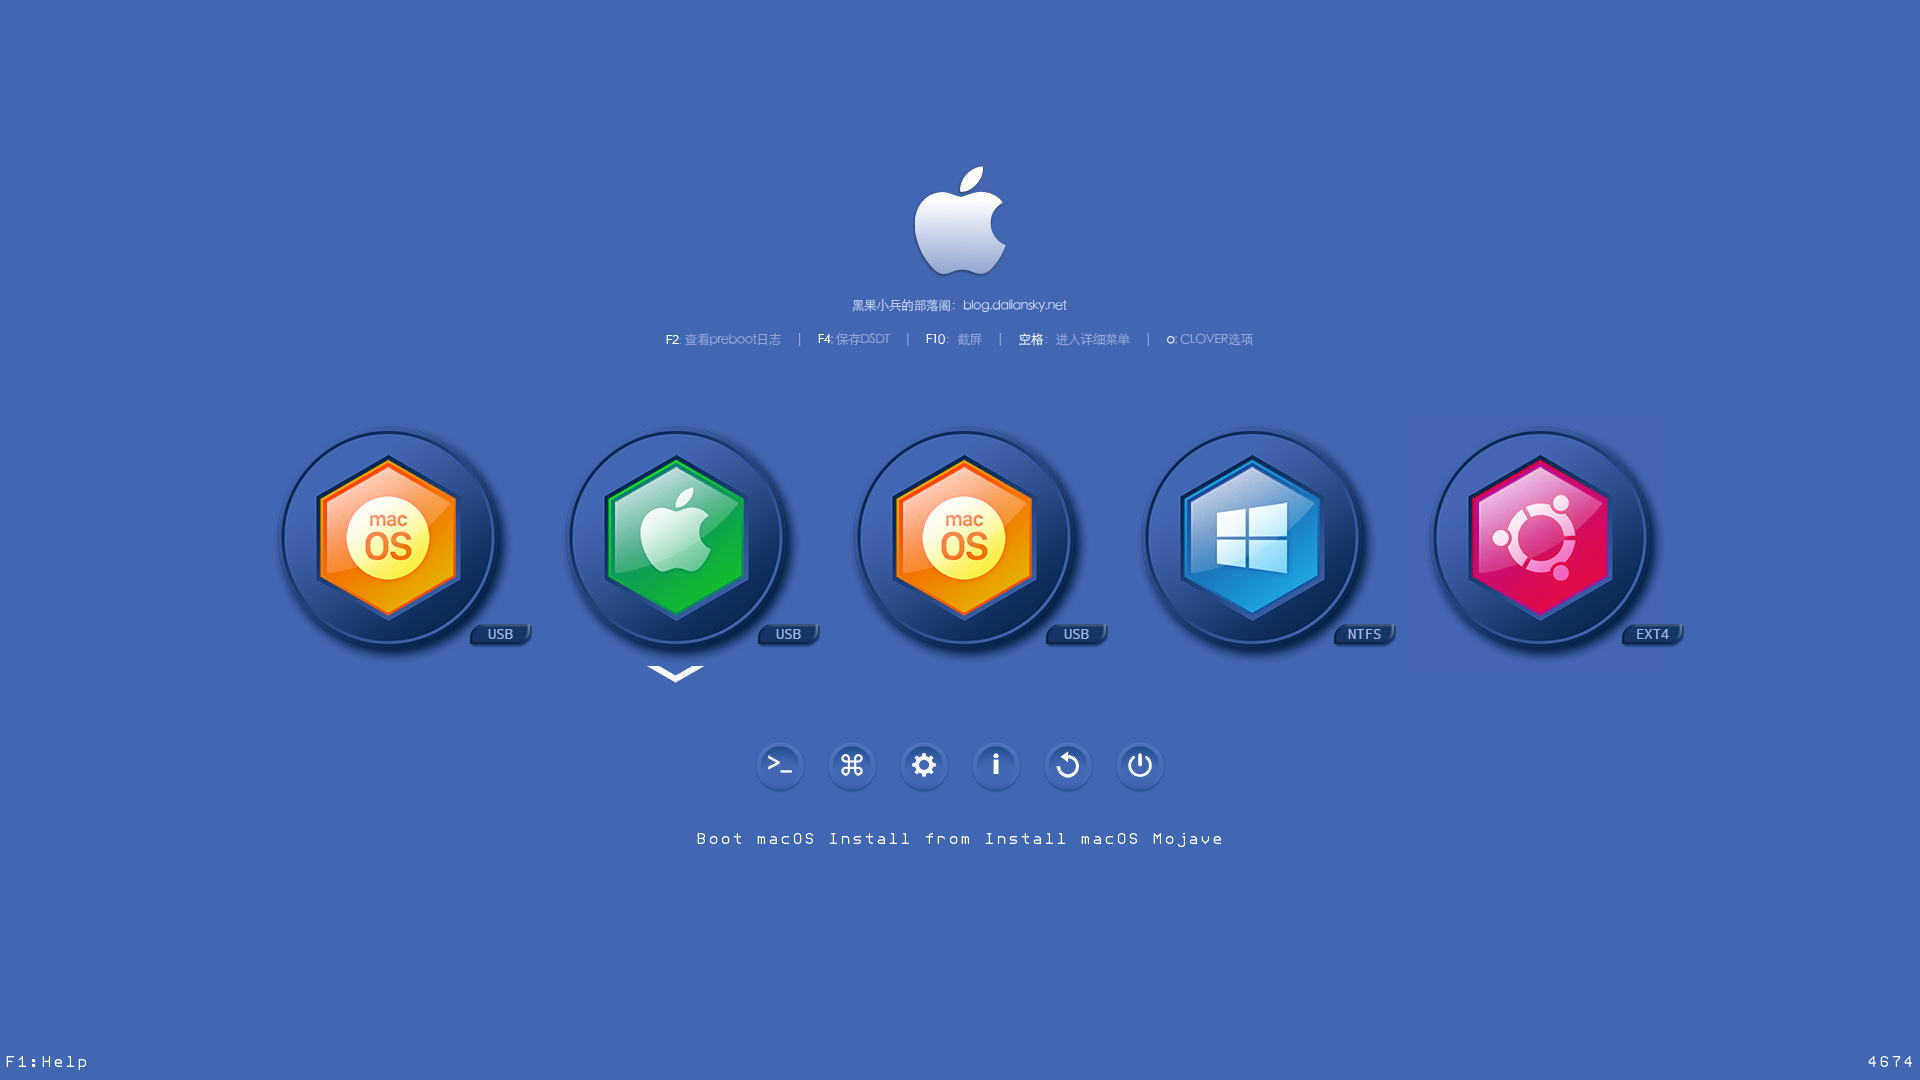 黑果小兵的部落阁：blog.daliansky.net
F2: 查看preboot日志 | F4: 保存DSDT | F10: 截屏 | 空格: 进入详细菜单 | o: CLOVER选项
mac OS mac OS
USB USB USB NTFS EXT4
>_ ⌘ i
Boot macOS Install from Install macOS Mojave
F1:Help 4674